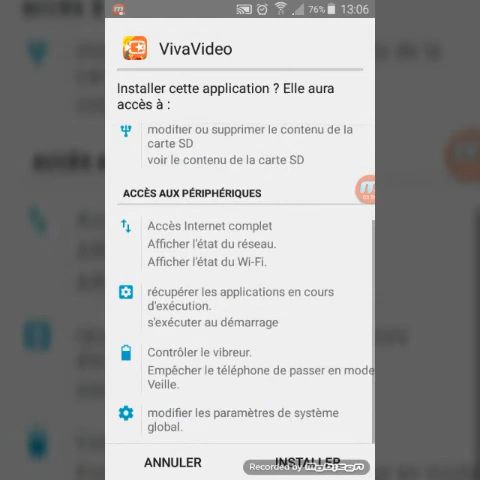 76% 13:06
VivaVideo
Installer cette application ? Elle aura
accès à :
modifier ou supprimer le contenu de la
carte SD
voir le contenu de la carte SD
ACCÈS AUX PÉRIPHÉRIQUES
Accès Internet complet
Afficher l'état du réseau.
Afficher l'état du Wi-Fi.
récupérer les applications en cours
d'exécution.
s'exécuter au démarrage
Contrôler le vibreur.
Empêcher le téléphone de passer en mode
Veille.
modifier les paramètres de système
global.
ANNULER INSTALLER
Recorded by MOBIZEN